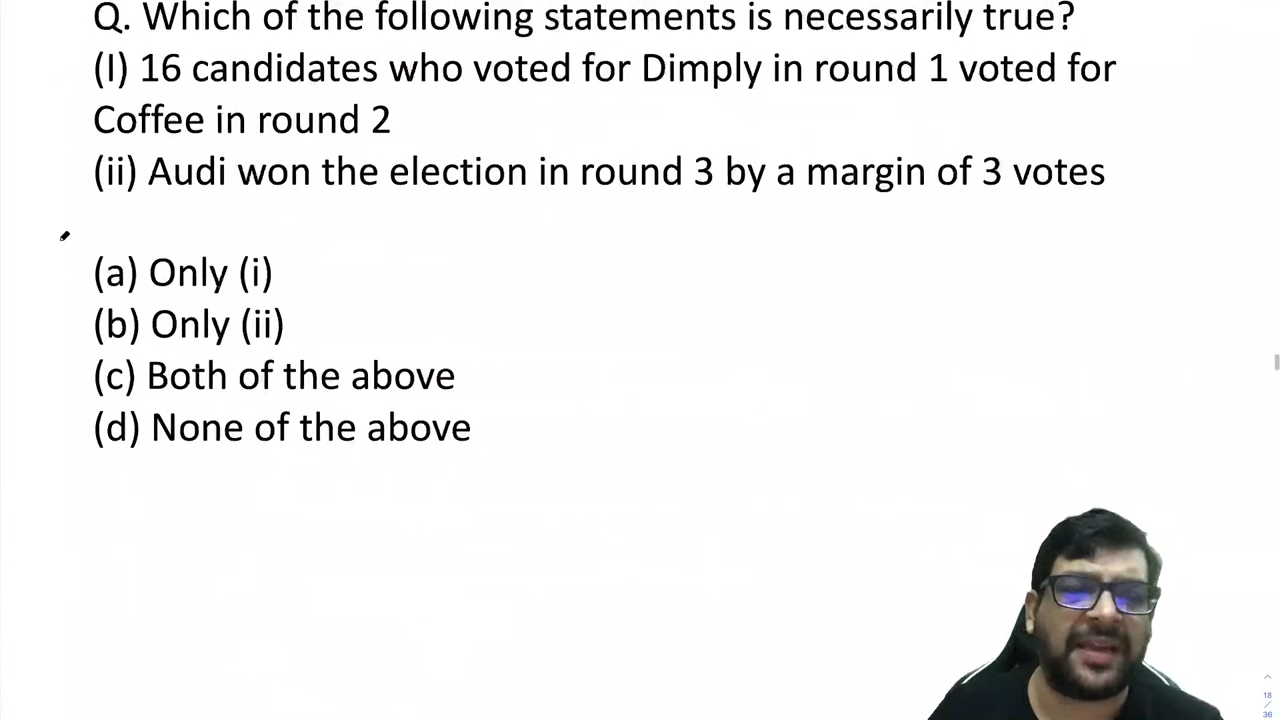 Q. Which of the following statements is necessarily true?
(I) 16 candidates who voted for Dimply in round 1 voted for
Coffee in round 2
(ii) Audi won the election in round 3 by a margin of 3 votes
(a) Only (i)
(b) Only (ii)
(c) Both of the above
(d) None of the above
18
/
36